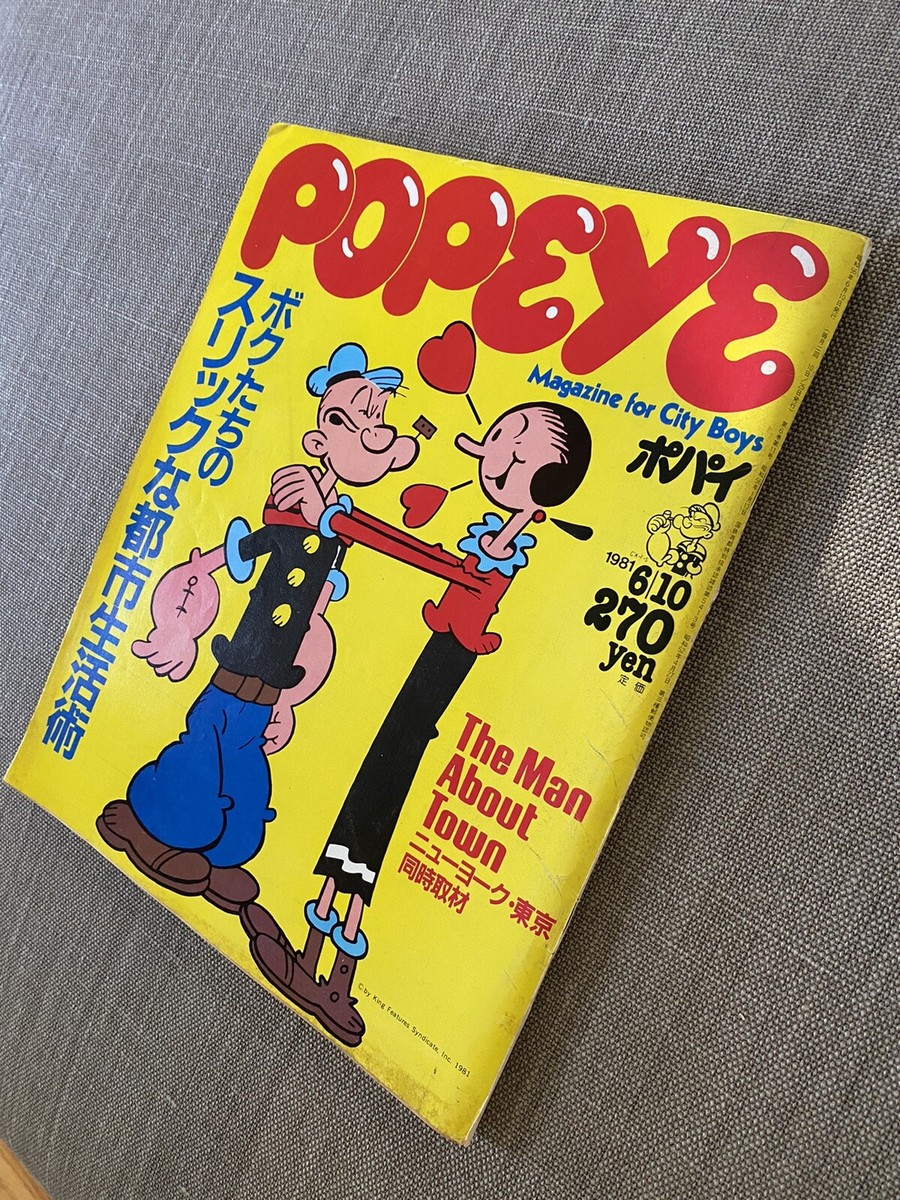 POPEYE
Magazine for City Boys
ポパイ
1981
6/10
270
yen
定価
ボクたちの
スリックな都市生活術
The Man
About
Town
ニューヨーク・東京
同時取材
©by King Features Syndicate, Inc. 1981